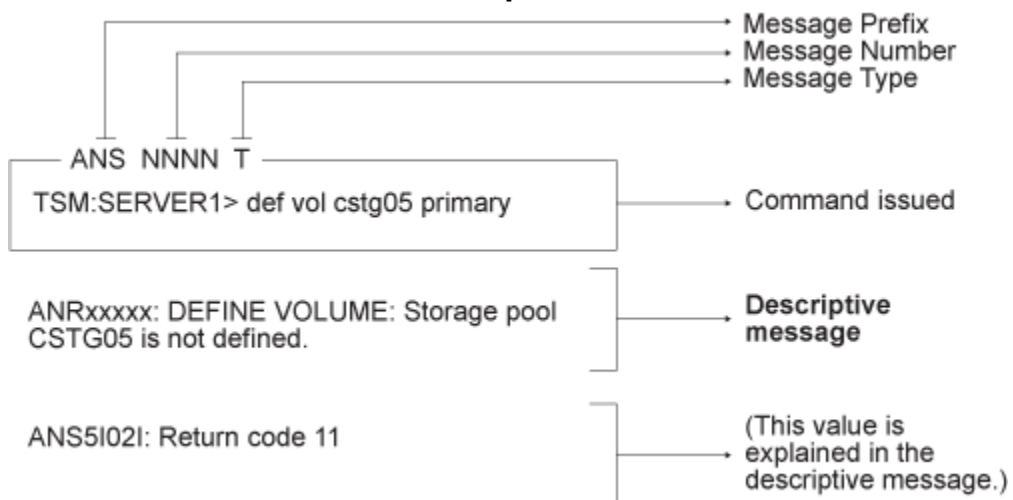 Message Prefix
Message Number
Message Type
ANS NNNN T
TSM:SERVER1> def vol cstg05 primary
Command issued
ANRxxxxx: DEFINE VOLUME: Storage pool
CSTG05 is not defined.
Descriptive
message
ANS5I02I: Return code 11
(This value is
explained in the
descriptive message.)